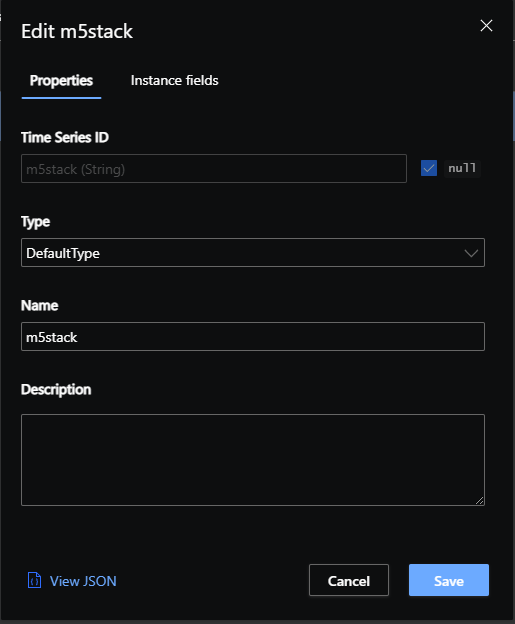 Edit m5stack
Properties Instance fields
Time Series ID
m5stack (String) null
Type
DefaultType
Name
m5stack
Description
View JSON Cancel Save